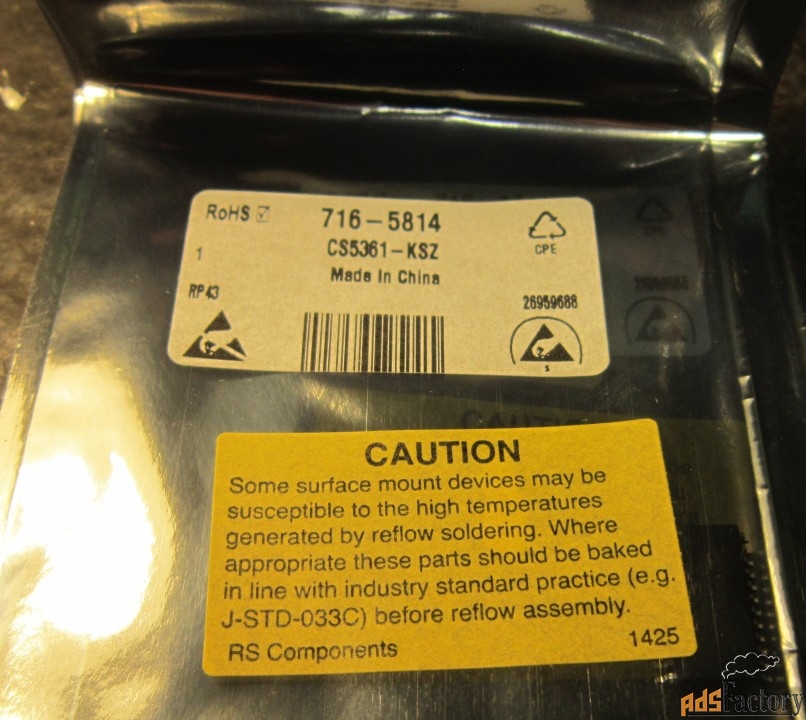 RoHS ☑ 716-5814
CS5361-KSZ
CPE
1
Made in China
RP43
26959688
S
CAUTION
Some surface mount devices may be
susceptible to the high temperatures
generated by reflow soldering. Where
appropriate these parts should be baked
in line with industry standard practice (e.g.
J-STD-033C) before reflow assembly.
RS Components 1425
AdsFactory